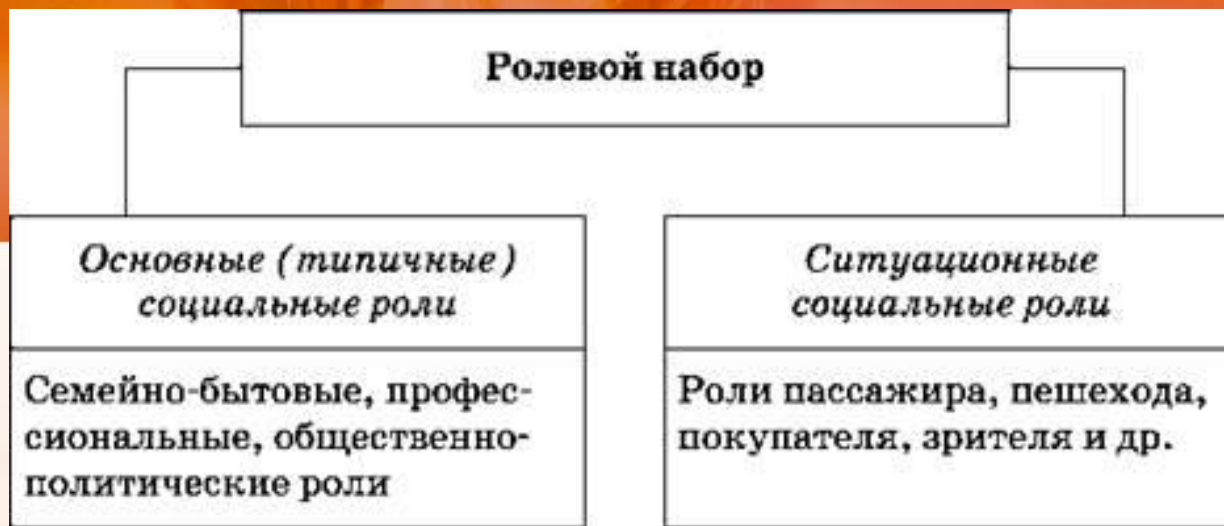 Ролевой набор
Основные (типичные)
социальные роли
Семейно-бытовые, профес-
сиональные, общественно-
политические роли
Ситуационные
социальные роли
Роли пассажира, пешехода,
покупателя, зрителя и др.